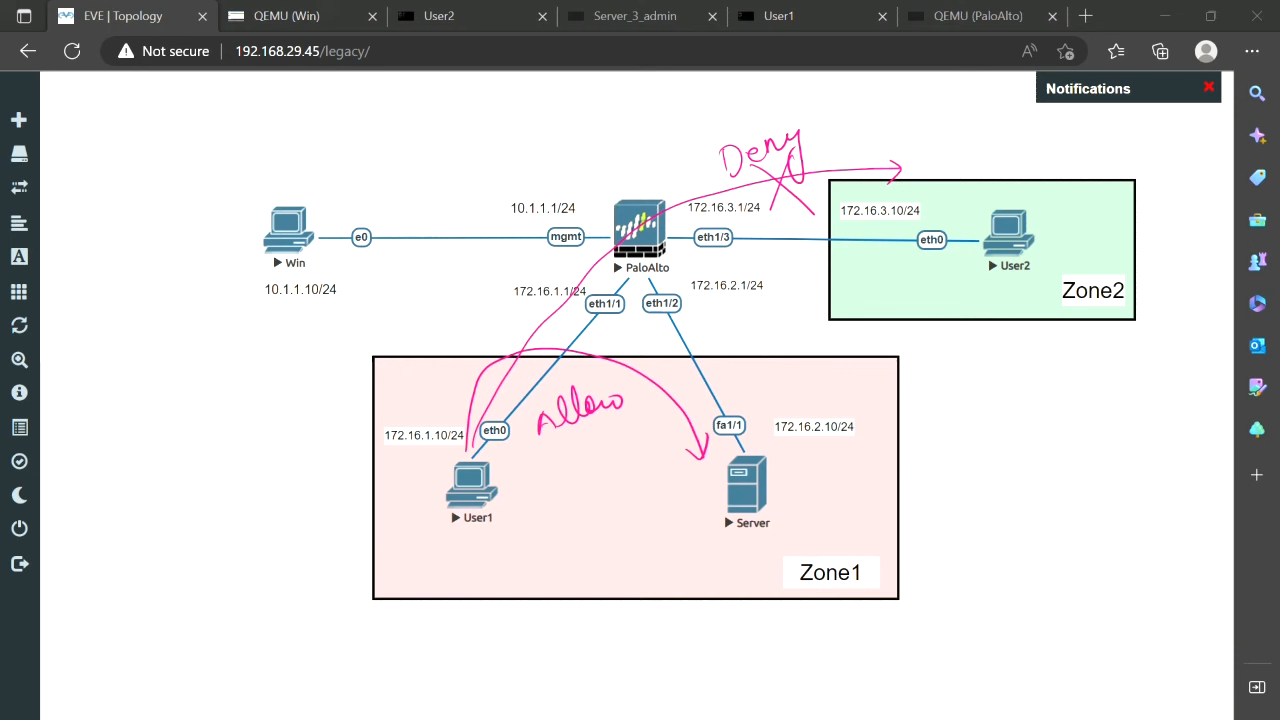 EVE | Topology
QEMU (Win)
User2
Server_3_admin
User1
QEMU (PaloAlto)
Not secure
192.168.29.45/legacy/
Notifications
Deny
10.1.1.1/24
172.16.3.1/24
172.16.3.10/24
e0
mgmt
eth1/3
eth0
Win
PaloAlto
User2
10.1.1.10/24
172.16.1.1/24
172.16.2.1/24
Zone2
eth1/1
eth1/2
Allow
172.16.1.10/24
eth0
fa1/1
172.16.2.10/24
User1
Server
Zone1